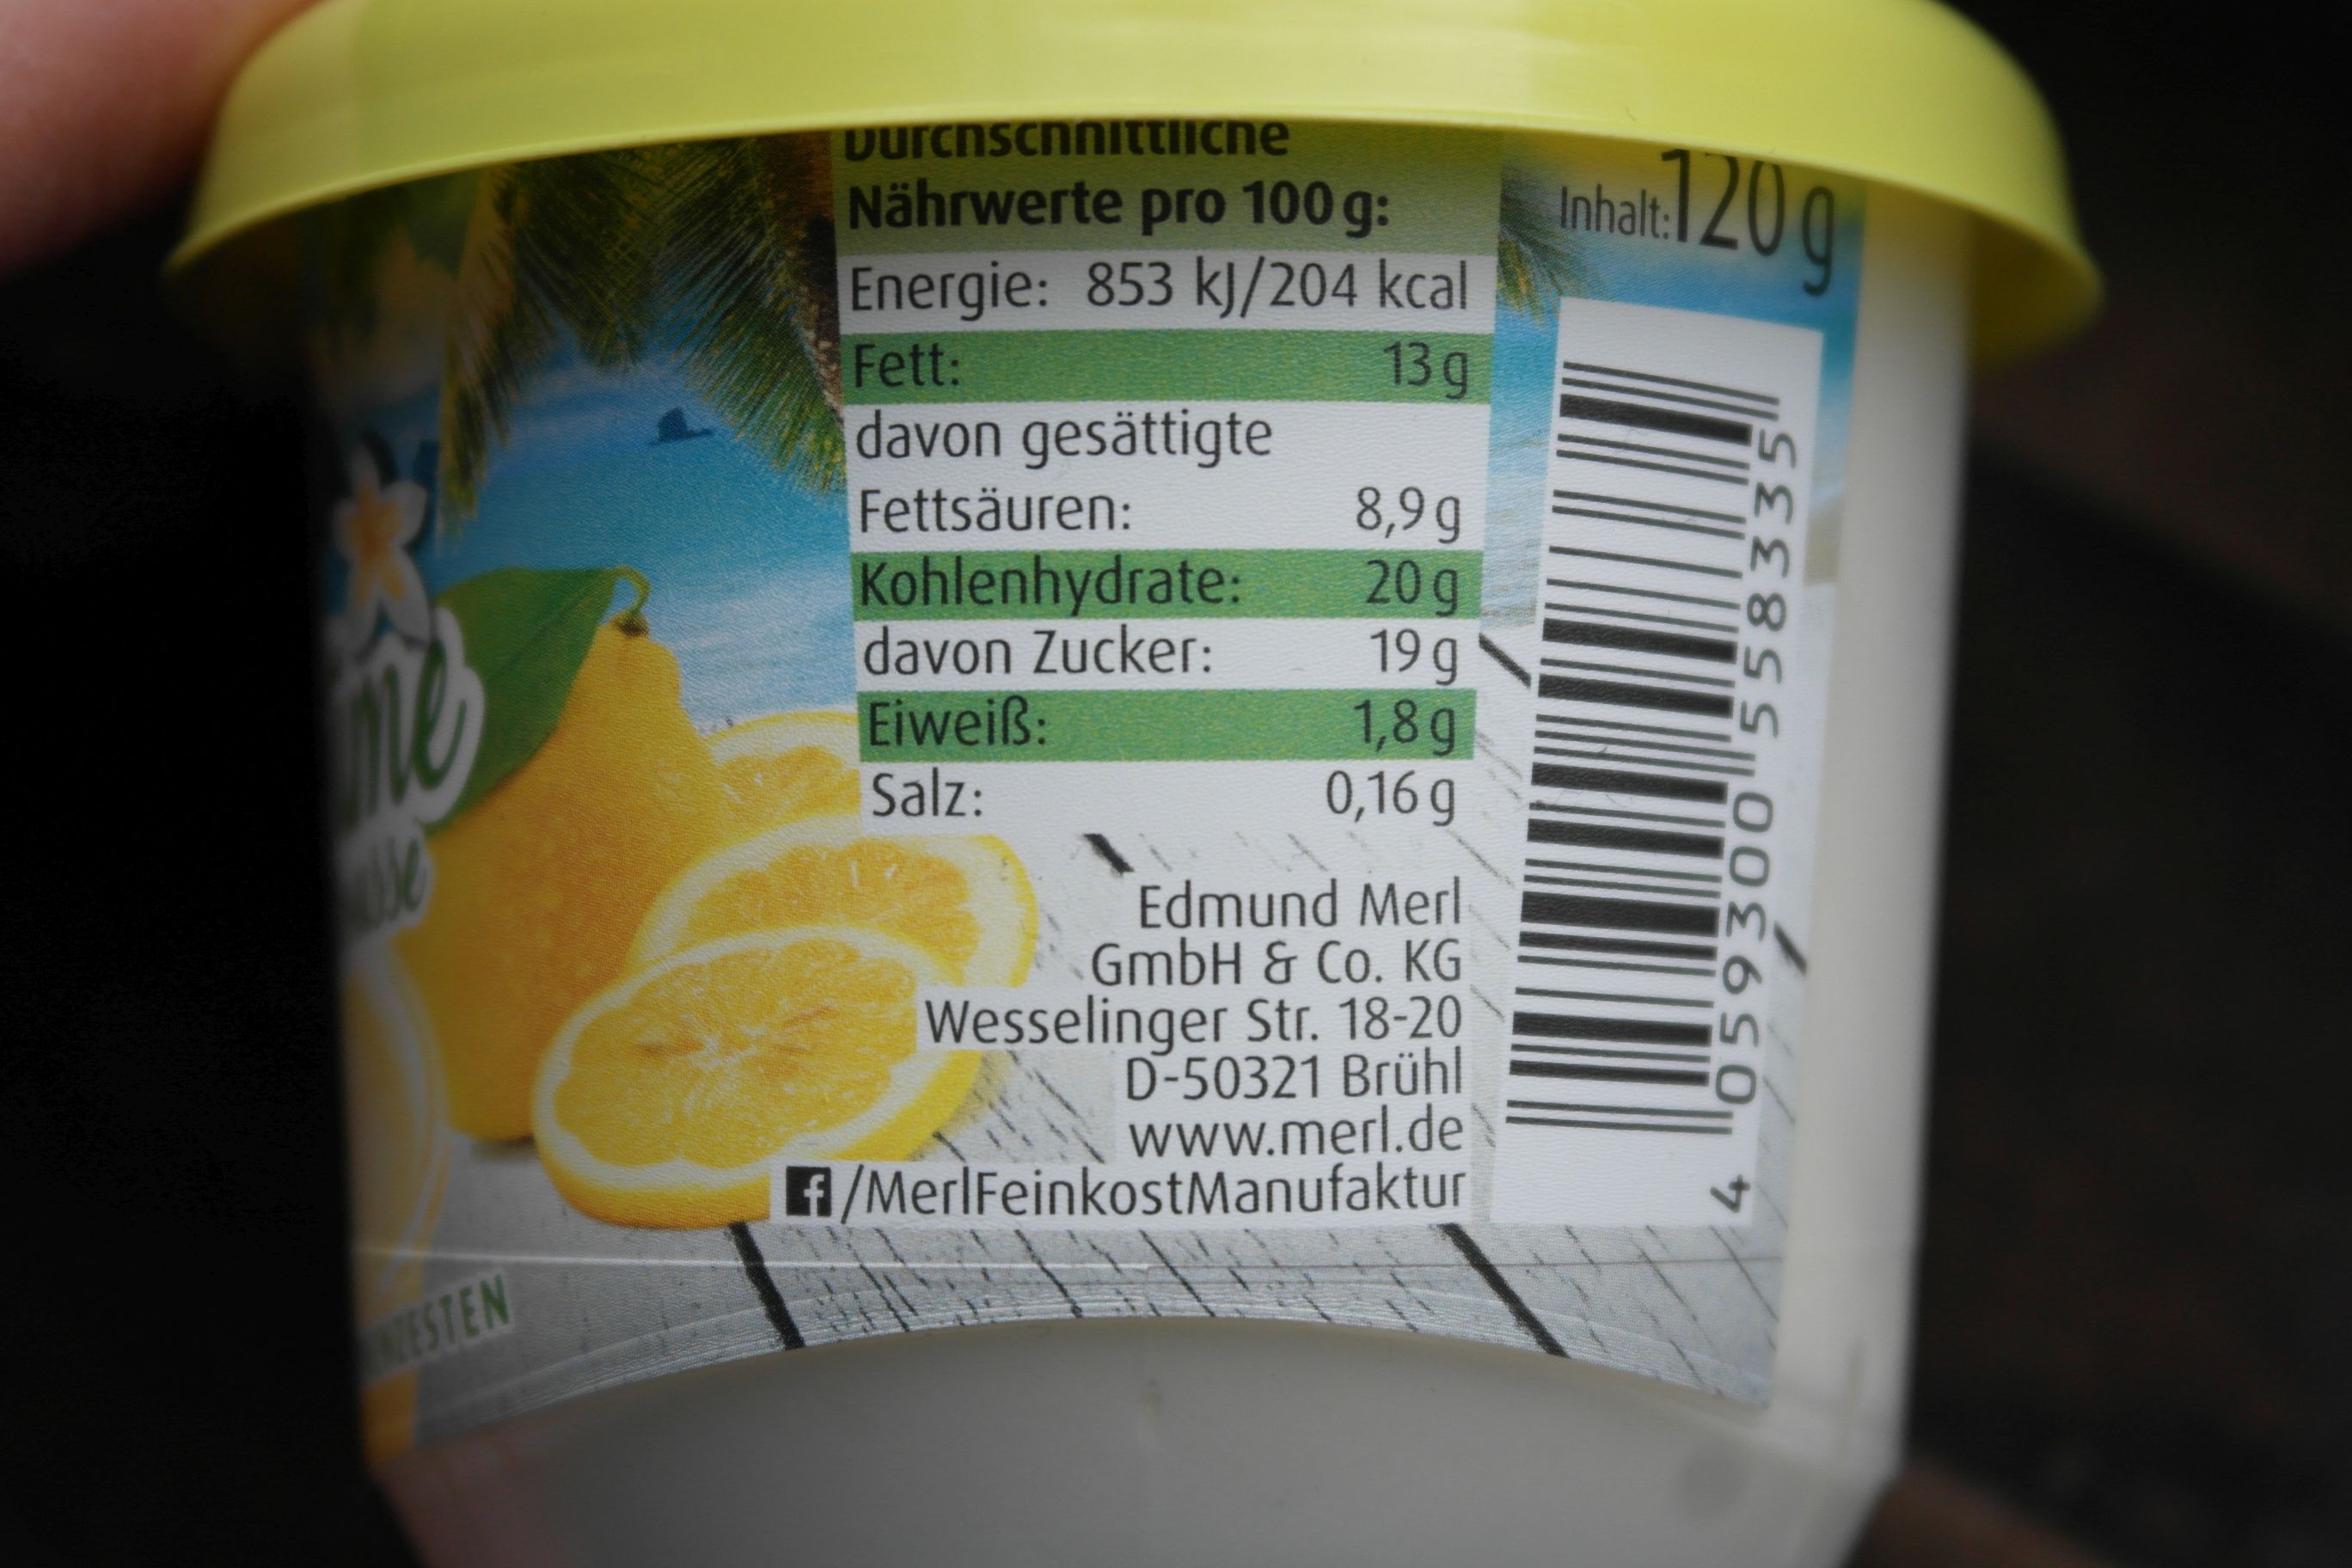 Durchschnittliche
Nährwerte pro 100 g:
Energie: 853 kJ/204 kcal
Fett: 13 g
davon gesättigte
Fettsäuren: 8,9 g
Kohlenhydrate: 20 g
davon Zucker: 19 g
Eiweiß: 1,8 g
Salz: 0,16 g
Edmund Merl
GmbH & Co. KG
Wesselinger Str. 18-20
D-50321 Brühl
www.merl.de
/MerlFeinkostManufaktur
Inhalt: 120 g
4 059300 558335